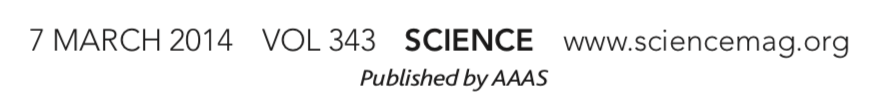 7 MARCH 2014 VOL 343 SCIENCE www.sciencemag.org
Published by AAAS